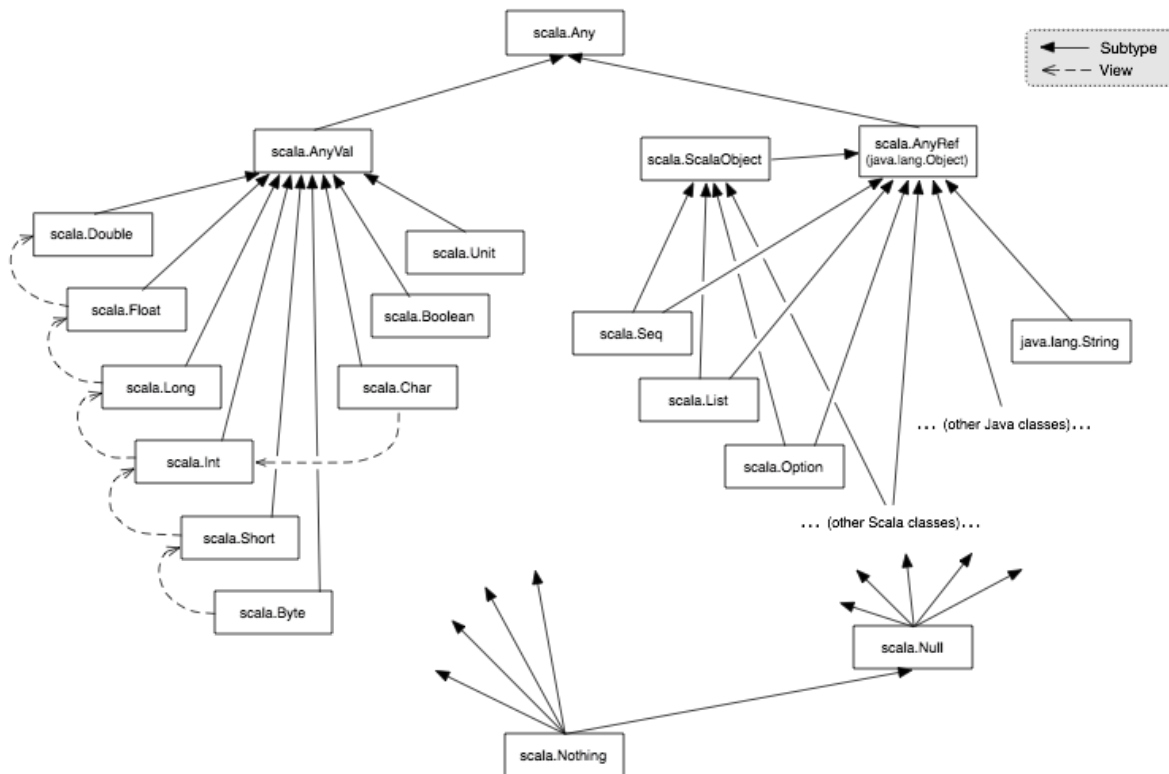 scala.Any
Subtype
View
scala.AnyVal
scala.ScalaObject
scala.AnyRef
(java.lang.Object)
scala.Double
scala.Unit
scala.Float
scala.Boolean
scala.Seq
java.lang.String
scala.Long
scala.Char
scala.List
... (other Java classes)...
scala.Int
scala.Option
scala.Short
... (other Scala classes)...
scala.Byte
scala.Null
scala.Nothing